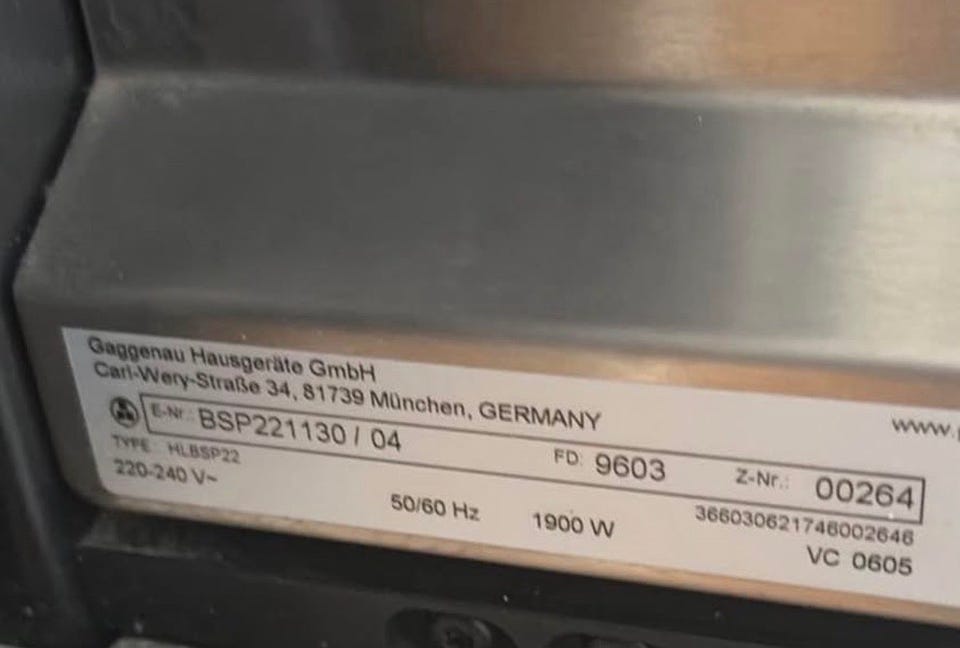 Gaggenau Hausgeräte GmbH
Carl-Wery-Straße 34, 81739 München, GERMANY
www.
E-Nr.: BSP221130 / 04 FD: 9603 Z-Nr.: 00264
TYPE: HLBSP22 366030621746002646
220-240 V~ 50/60 Hz 1900 W VC 0605